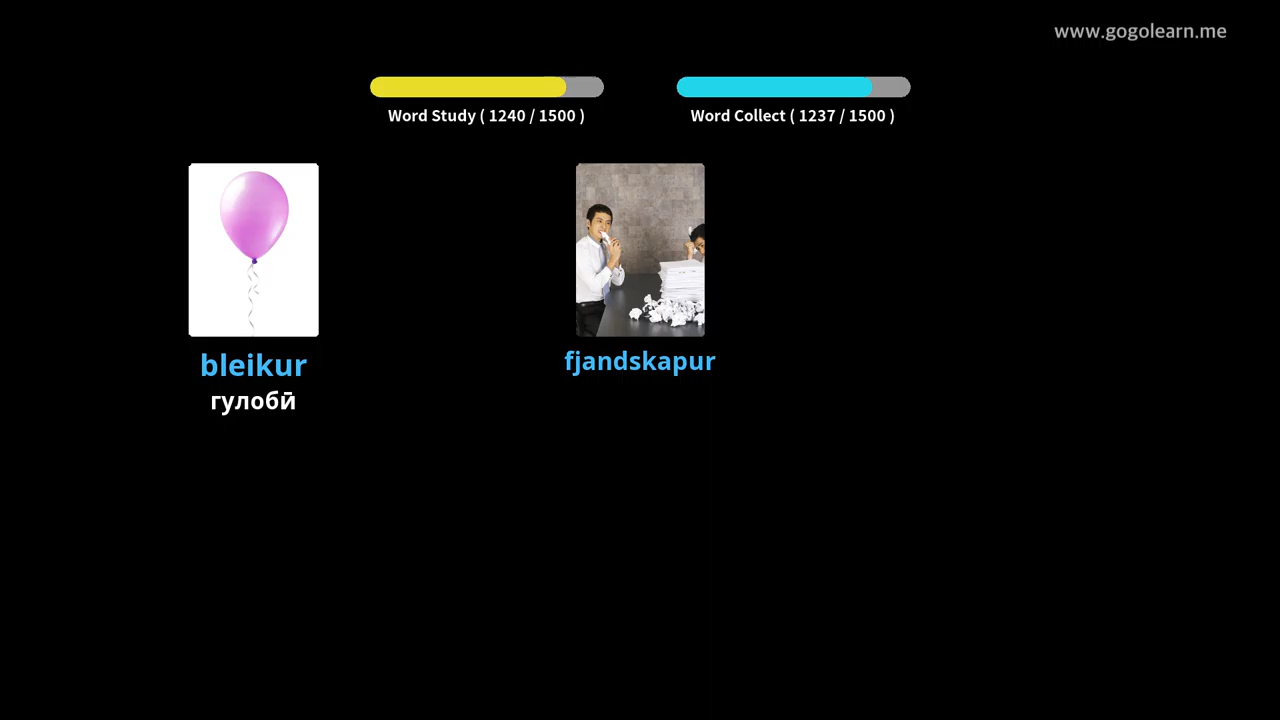 www.gogolearn.me
Word Study ( 1240 / 1500 )
Word Collect ( 1237 / 1500 )
bleikur
гулобӣ
fjandskapur